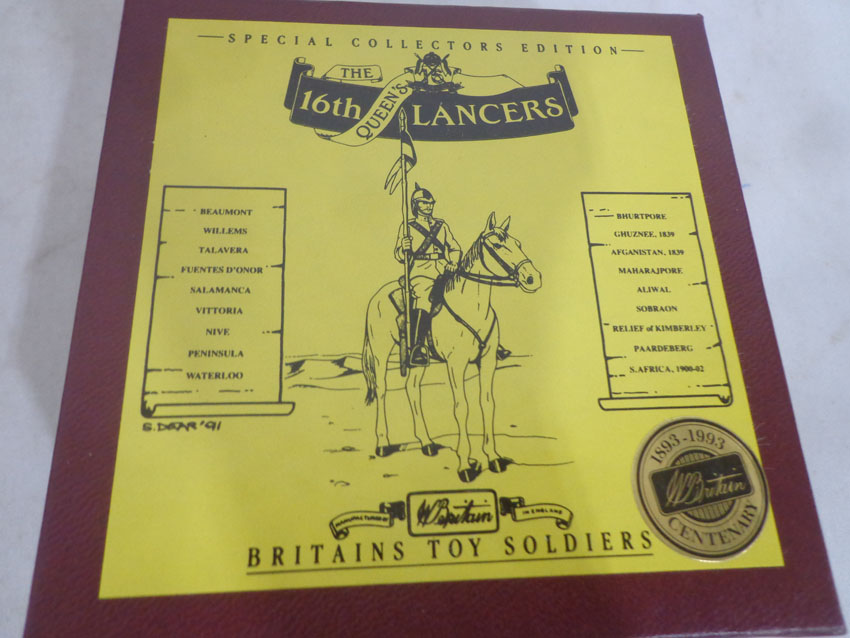 SPECIAL COLLECTORS EDITION
THE
16th QUEEN'S LANCERS
BEAUMONT
WILLEMS
TALAVERA
FUENTES D'ONOR
SALAMANCA
VITTORIA
NIVE
PENINSULA
WATERLOO
BHURTPORE
GHUZNEE, 1839
AFGANISTAN, 1839
MAHARAJPORE
ALIWAL
SOBRAON
RELIEF of KIMBERLEY
PAARDEBERG
S.AFRICA, 1900-02
S. DEAR '91
1893-1993
W Britain
CENTENARY
MANUFACTURED W Britain IN ENGLAND
BRITAINS TOY SOLDIERS